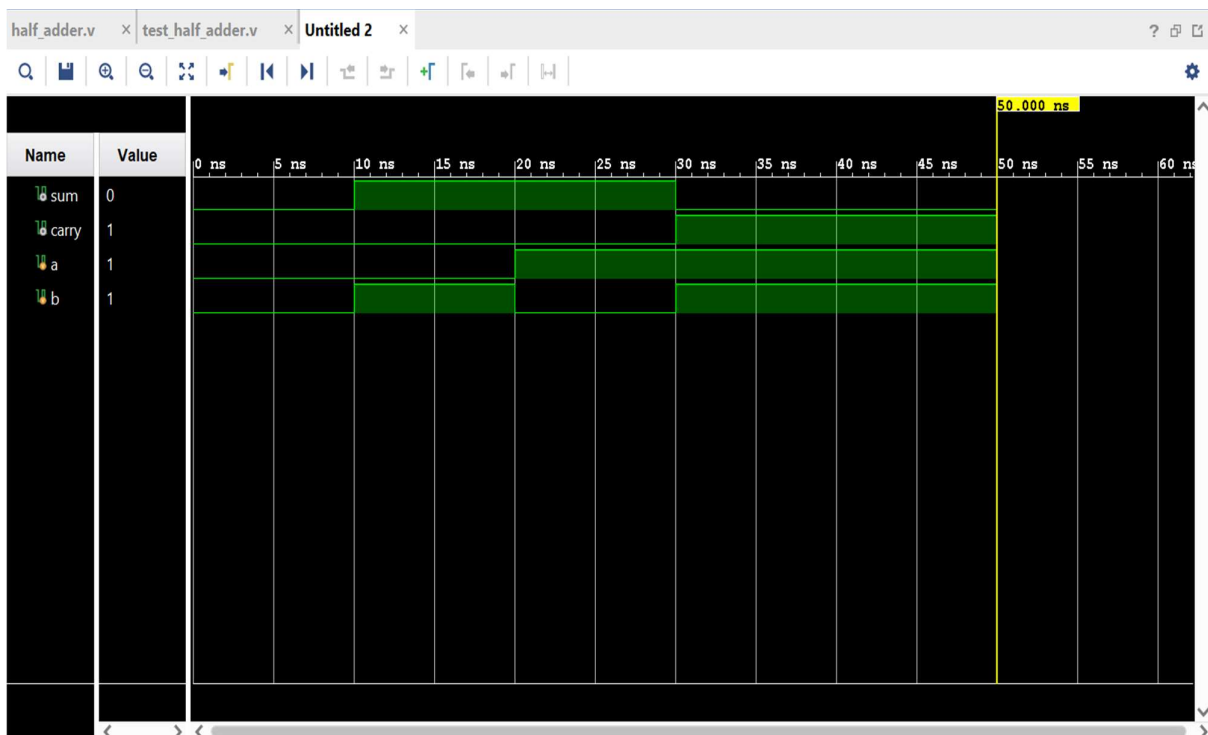 half_adder.v × test_half_adder.v × Untitled 2 × ?
50.000 ns
Name Value 0 ns 5 ns 10 ns 15 ns 20 ns 25 ns 30 ns 35 ns 40 ns 45 ns 50 ns 55 ns 60 ns
sum 0
carry 1
a 1
b 1